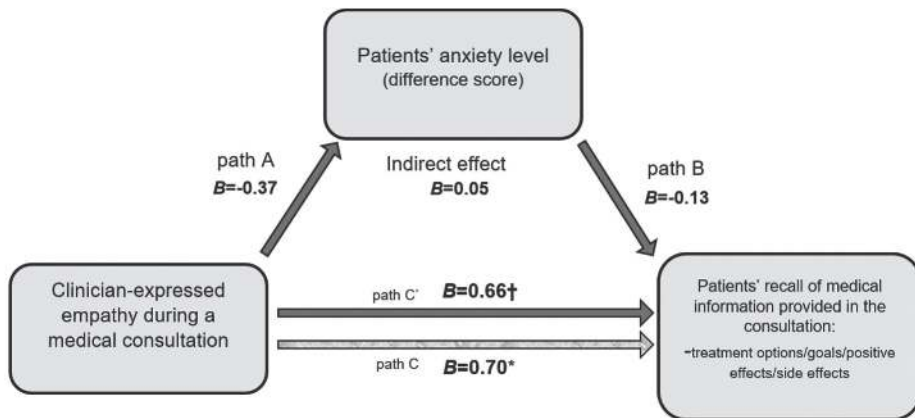 Patients' anxiety level
(difference score)
path A
B=-0.37
Indirect effect
B=0.05
path B
B=-0.13
Clinician-expressed
empathy during a
medical consultation
path C' B=0.66†
path C B=0.70*
Patients' recall of medical
information provided in the
consultation:
-treatment options/goals/positive
effects/side effects